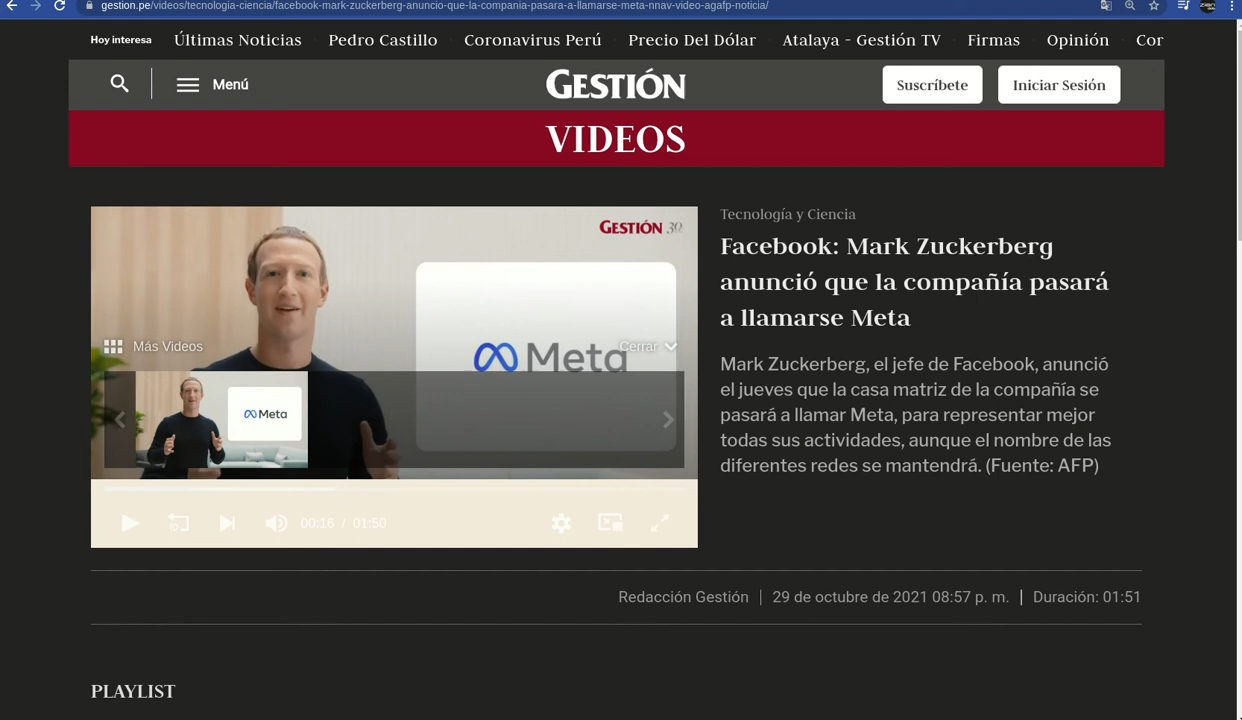 gestion.pe/videos/tecnologia-ciencia/facebook-mark-zuckerberg-anuncio-que-la-compania-pasara-a-llamarse-meta-nnav-video-agafp-noticia/
Hoy interesa Últimas Noticias Pedro Castillo Coronavirus Perú Precio Del Dólar Atalaya - Gestión TV Firmas Opinión Cor
Menú GESTIÓN Suscríbete Iniciar Sesión
VIDEOS
GESTIÓN 30
Más Videos Cerrar
Meta
Meta
10 00:16 / 01:50
Tecnología y Ciencia
Facebook: Mark Zuckerberg
anunció que la compañía pasará
a llamarse Meta
Mark Zuckerberg, el jefe de Facebook, anunció
el jueves que la casa matriz de la compañía se
pasará a llamar Meta, para representar mejor
todas sus actividades, aunque el nombre de las
diferentes redes se mantendrá. (Fuente: AFP)
Redacción Gestión | 29 de octubre de 2021 08:57 p. m. | Duración: 01:51
PLAYLIST